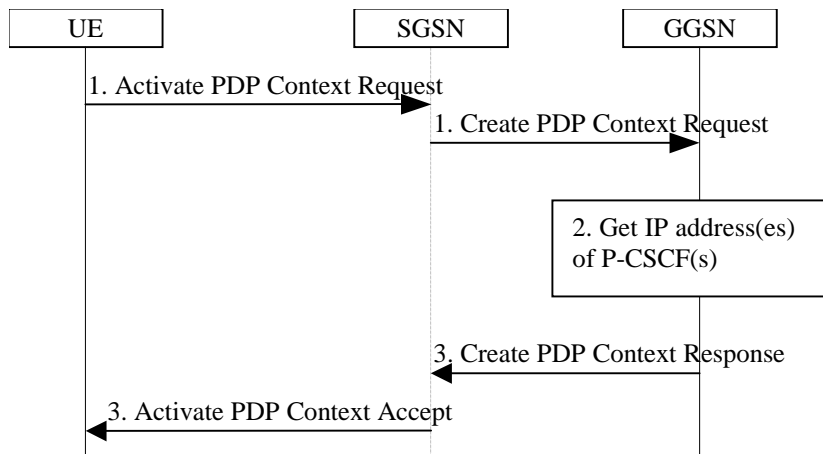 UE
SGSN
GGSN
1. Activate PDP Context Request
1. Create PDP Context Request
2. Get IP address(es)
of P-CSCF(s)
3. Create PDP Context Response
3. Activate PDP Context Accept